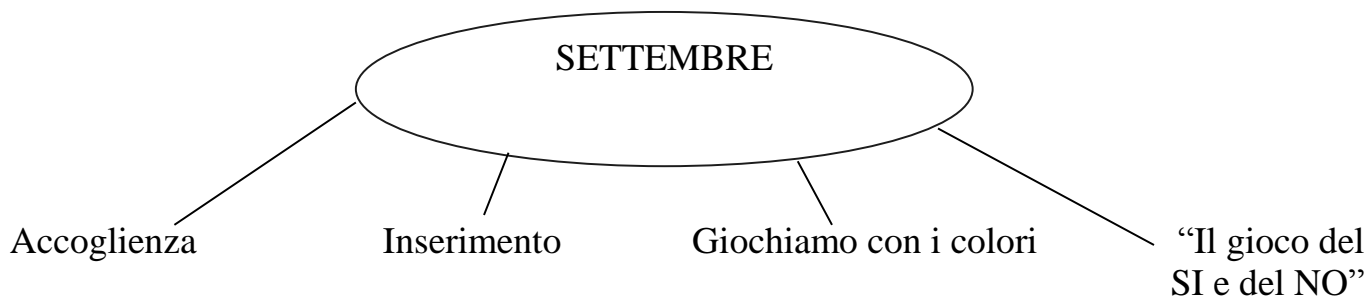 SETTEMBRE
Accoglienza
Inserimento
Giochiamo con i colori
“Il gioco del
SI e del NO”